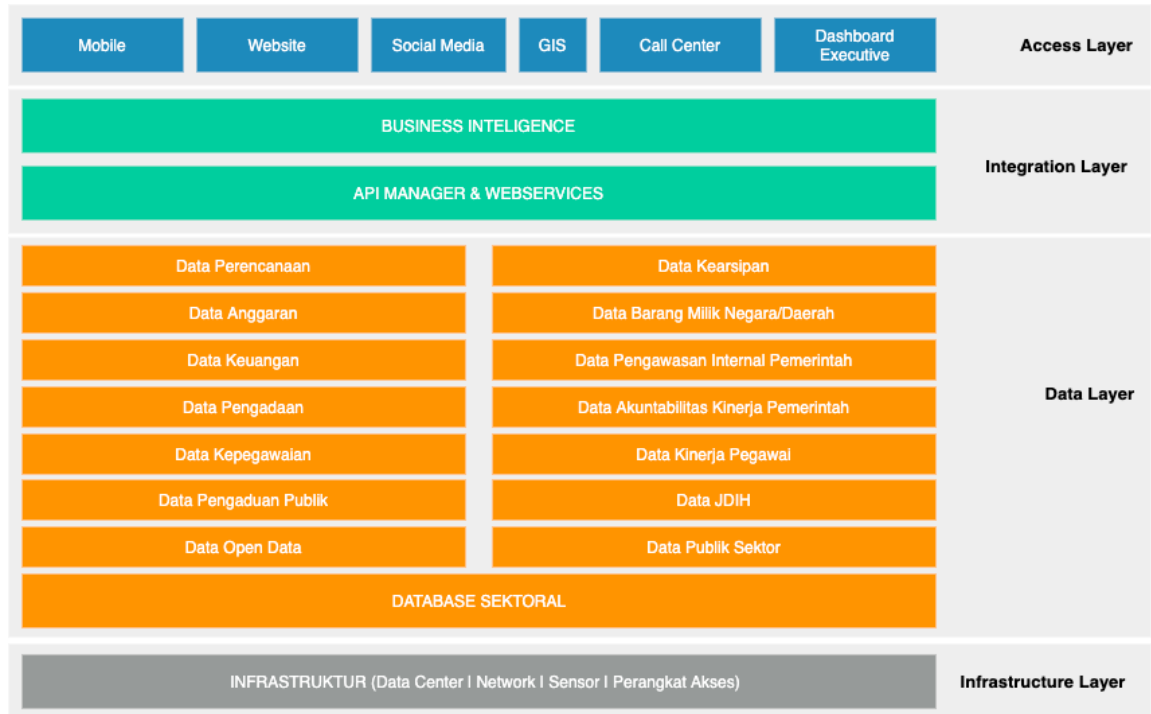 Mobile
Website
Social Media
GIS
Call Center
Dashboard
Executive
Access Layer
BUSINESS INTELIGENCE
API MANAGER & WEBSERVICES
Integration Layer
Data Perencanaan
Data Kearsipan
Data Anggaran
Data Barang Milik Negara/Daerah
Data Keuangan
Data Pengawasan Internal Pemerintah
Data Pengadaan
Data Akuntabilitas Kinerja Pemerintah
Data Layer
Data Kepegawaian
Data Kinerja Pegawai
Data Pengaduan Publik
Data JDIH
Data Open Data
Data Publik Sektor
DATABASE SEKTORAL
INFRASTRUKTUR (Data Center I Network I Sensor I Perangkat Akses)
Infrastructure Layer